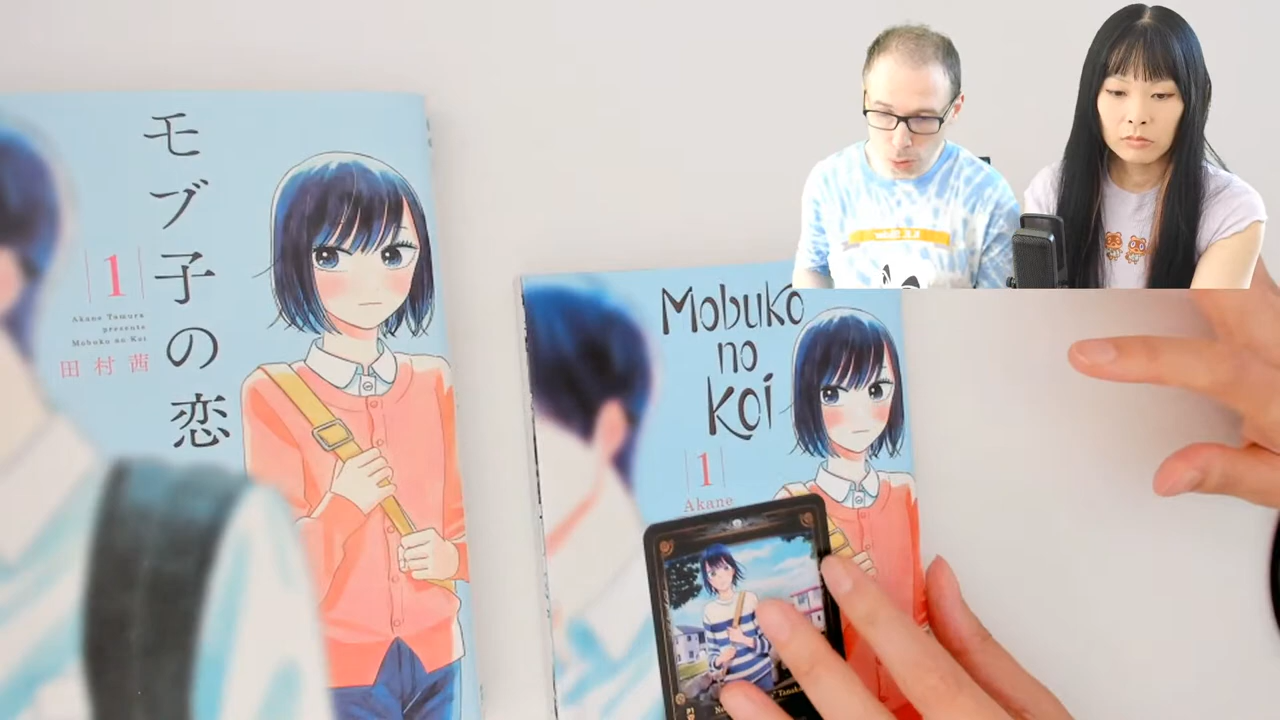 モブ子の恋
1
Akane Tamura
presents
Mobuko no Koi
田村茜
Mobuko
no
Koi
1
Akane
Tanaka